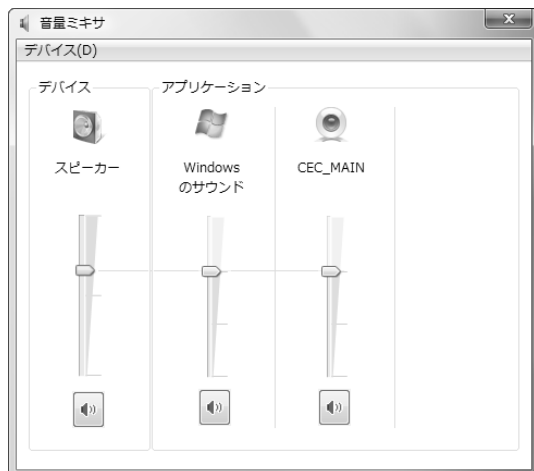 音量ミキサ
デバイス(D)
デバイス
アプリケーション
スピーカー
Windows
のサウンド
CEC_MAIN